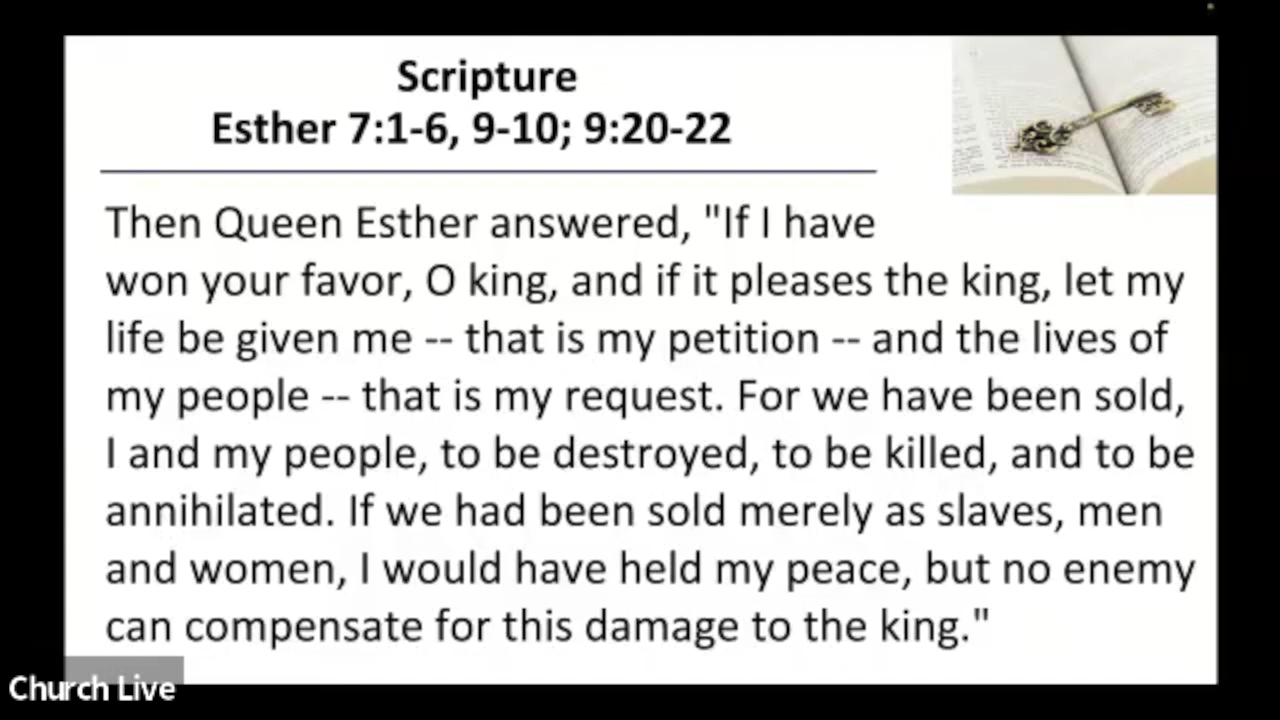 Scripture
Esther 7:1-6, 9-10; 9:20-22
Then Queen Esther answered, "If I have
won your favor, O king, and if it pleases the king, let my
life be given me -- that is my petition -- and the lives of
my people -- that is my request. For we have been sold,
I and my people, to be destroyed, to be killed, and to be
annihilated. If we had been sold merely as slaves, men
and women, I would have held my peace, but no enemy
can compensate for this damage to the king."
Church Live